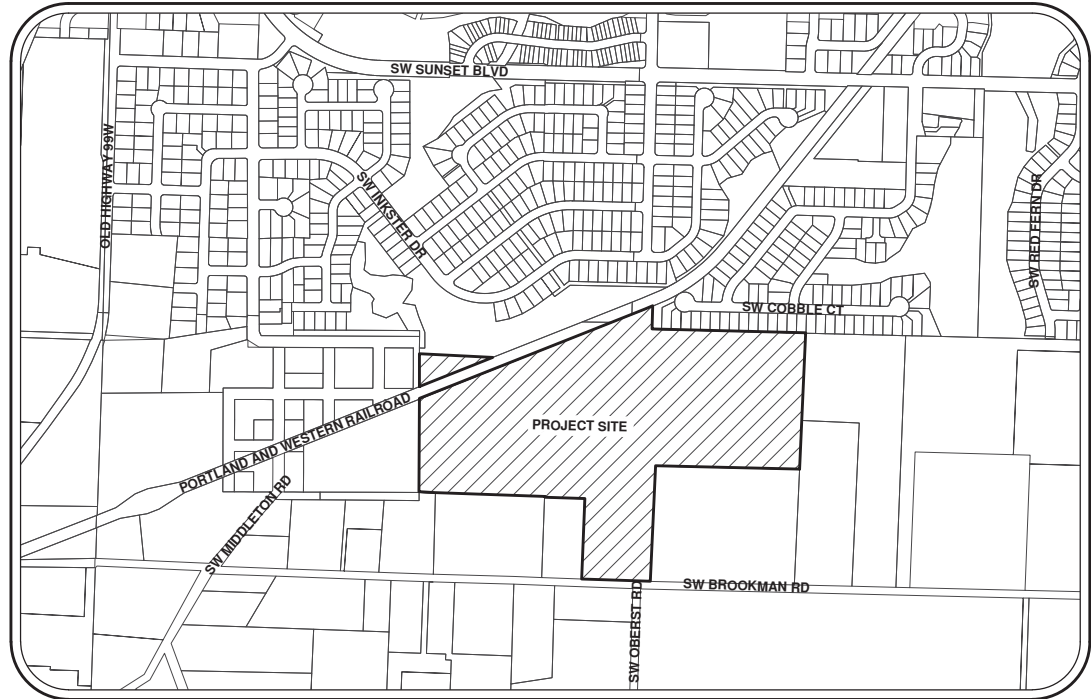 SW SUNSET BLVD
OLD HIGHWAY 99W
SW INKSTER DR
SW RED FERN DR
SW COBBLE CT
PORTLAND AND WESTERN RAILROAD
PROJECT SITE
SW MIDDLETON RD
SW BROOKMAN RD
SW OBERST RD